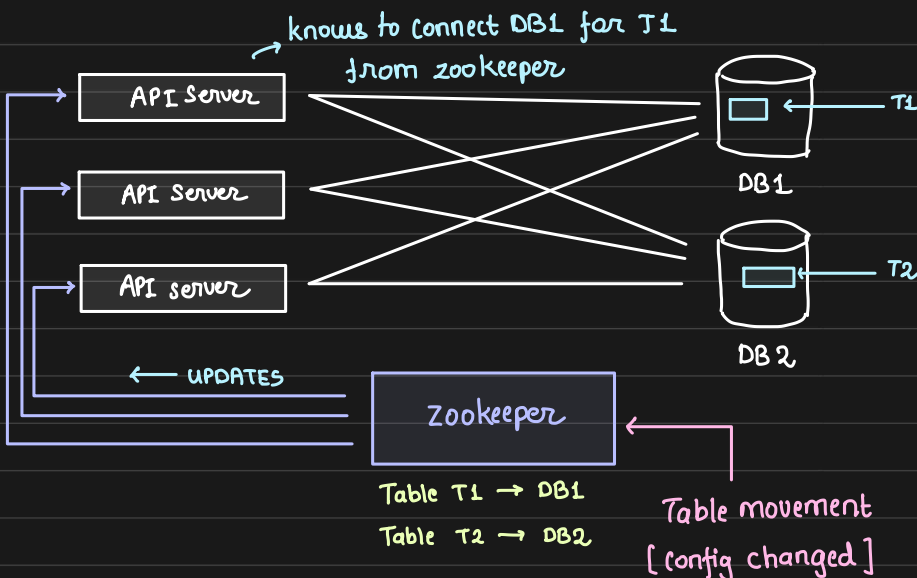 knows to connect DB1 for T1
from zookeeper
API Server
T1
DB1
API Server
T2
API server
DB2
← UPDATES
Zookeeper
Table T1 → DB1
Table T2 → DB2
Table movement
[config changed]